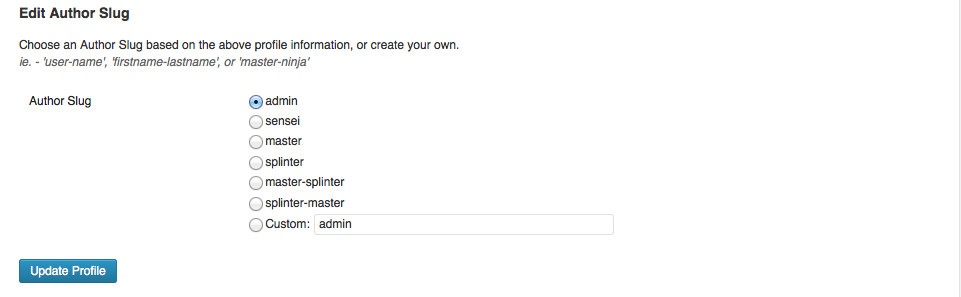 Edit Author Slug
Choose an Author Slug based on the above profile information, or create your own.
ie. - 'user-name', 'firstname-lastname', or 'master-ninja'
Author Slug
admin
sensei
master
splinter
master-splinter
splinter-master
Custom: admin
Update Profile